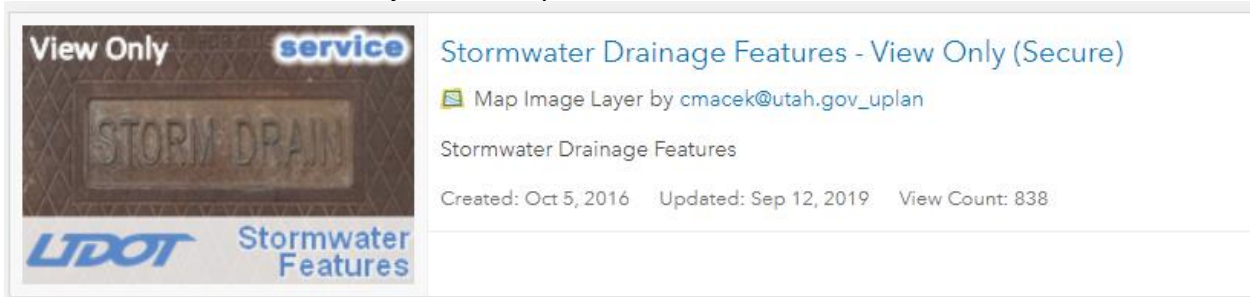 View Only service
STORM DRAIN
UDOT Stormwater
Features
Stormwater Drainage Features - View Only (Secure)
Map Image Layer by cmacek@utah.gov_uplan
Stormwater Drainage Features
Created: Oct 5, 2016 Updated: Sep 12, 2019 View Count: 838